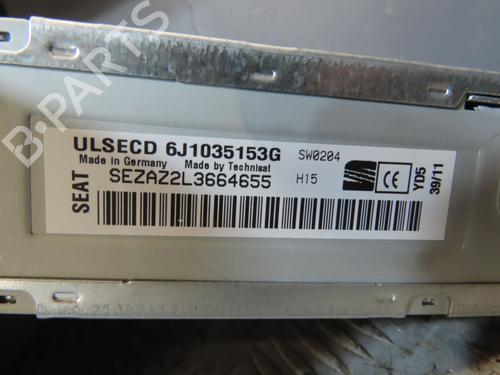 B-PARTS
ULSECD 6J1035153G SW0204
Made in Germany Made by Technisat
SEZAZ2L3664655 H15
SEAT
CE
YD5
39/11